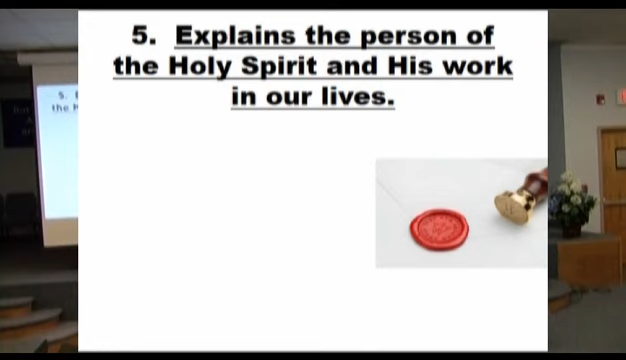 5. Explains the person of
the Holy Spirit and His work
in our lives.